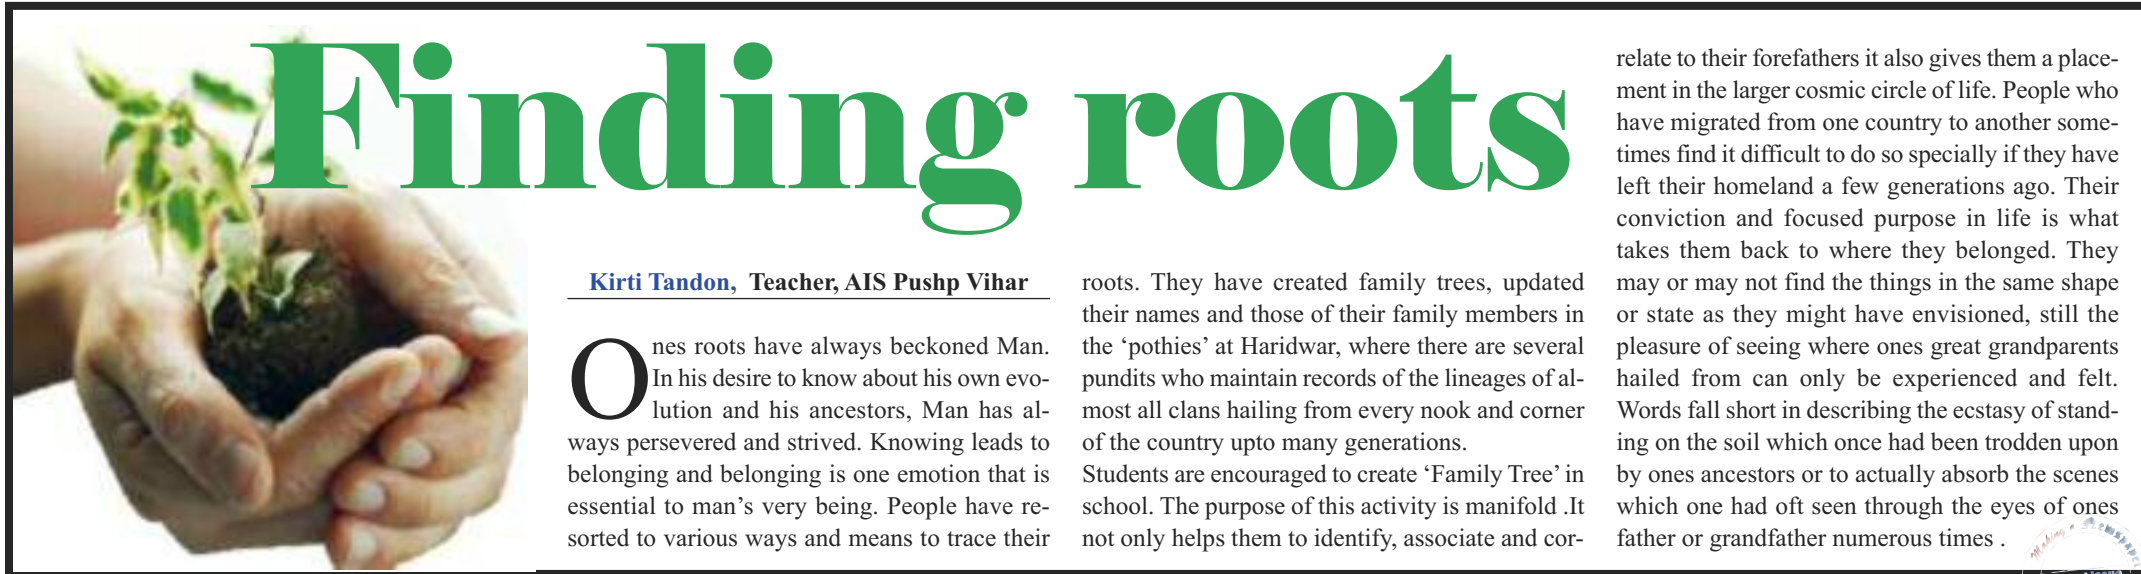 Finding roots
Kirti Tandon, Teacher, AIS Pushp Vihar
Ones roots have always beckoned Man.
In his desire to know about his own evo-
lution and his ancestors, Man has al-
ways persevered and strived. Knowing leads to
belonging and belonging is one emotion that is
essential to man's very being. People have re-
sorted to various ways and means to trace their
roots. They have created family trees, updated
their names and those of their family members in
the ‘pothies’ at Haridwar, where there are several
pundits who maintain records of the lineages of al-
most all clans hailing from every nook and corner
of the country upto many generations.
Students are encouraged to create ‘Family Tree’ in
school. The purpose of this activity is manifold .It
not only helps them to identify, associate and cor-
relate to their forefathers it also gives them a place-
ment in the larger cosmic circle of life. People who
have migrated from one country to another some-
times find it difficult to do so specially if they have
left their homeland a few generations ago. Their
conviction and focused purpose in life is what
takes them back to where they belonged. They
may or may not find the things in the same shape
or state as they might have envisioned, still the
pleasure of seeing where ones great grandparents
hailed from can only be experienced and felt.
Words fall short in describing the ecstasy of stand-
ing on the soil which once had been trodden upon
by ones ancestors or to actually absorb the scenes
which one had oft seen through the eyes of ones
father or grandfather numerous times .
Making a Newspaper